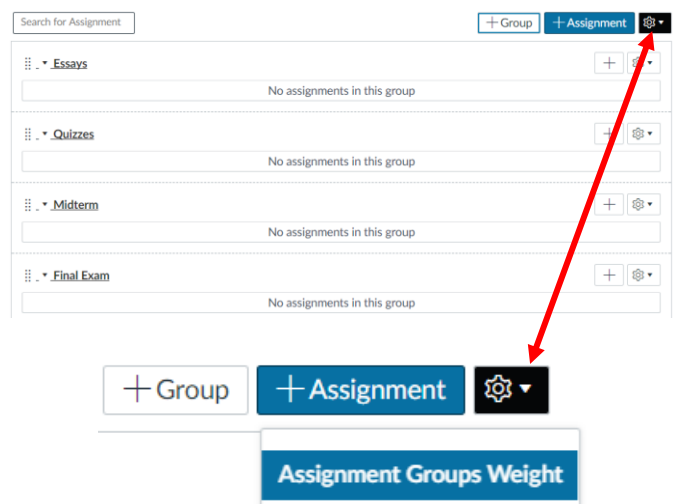 Search for Assignment
+ Group
+ Assignment
Essays
+
No assignments in this group
Quizzes
+
No assignments in this group
Midterm
+
No assignments in this group
Final Exam
+
No assignments in this group
+ Group
+ Assignment
Assignment Groups Weight